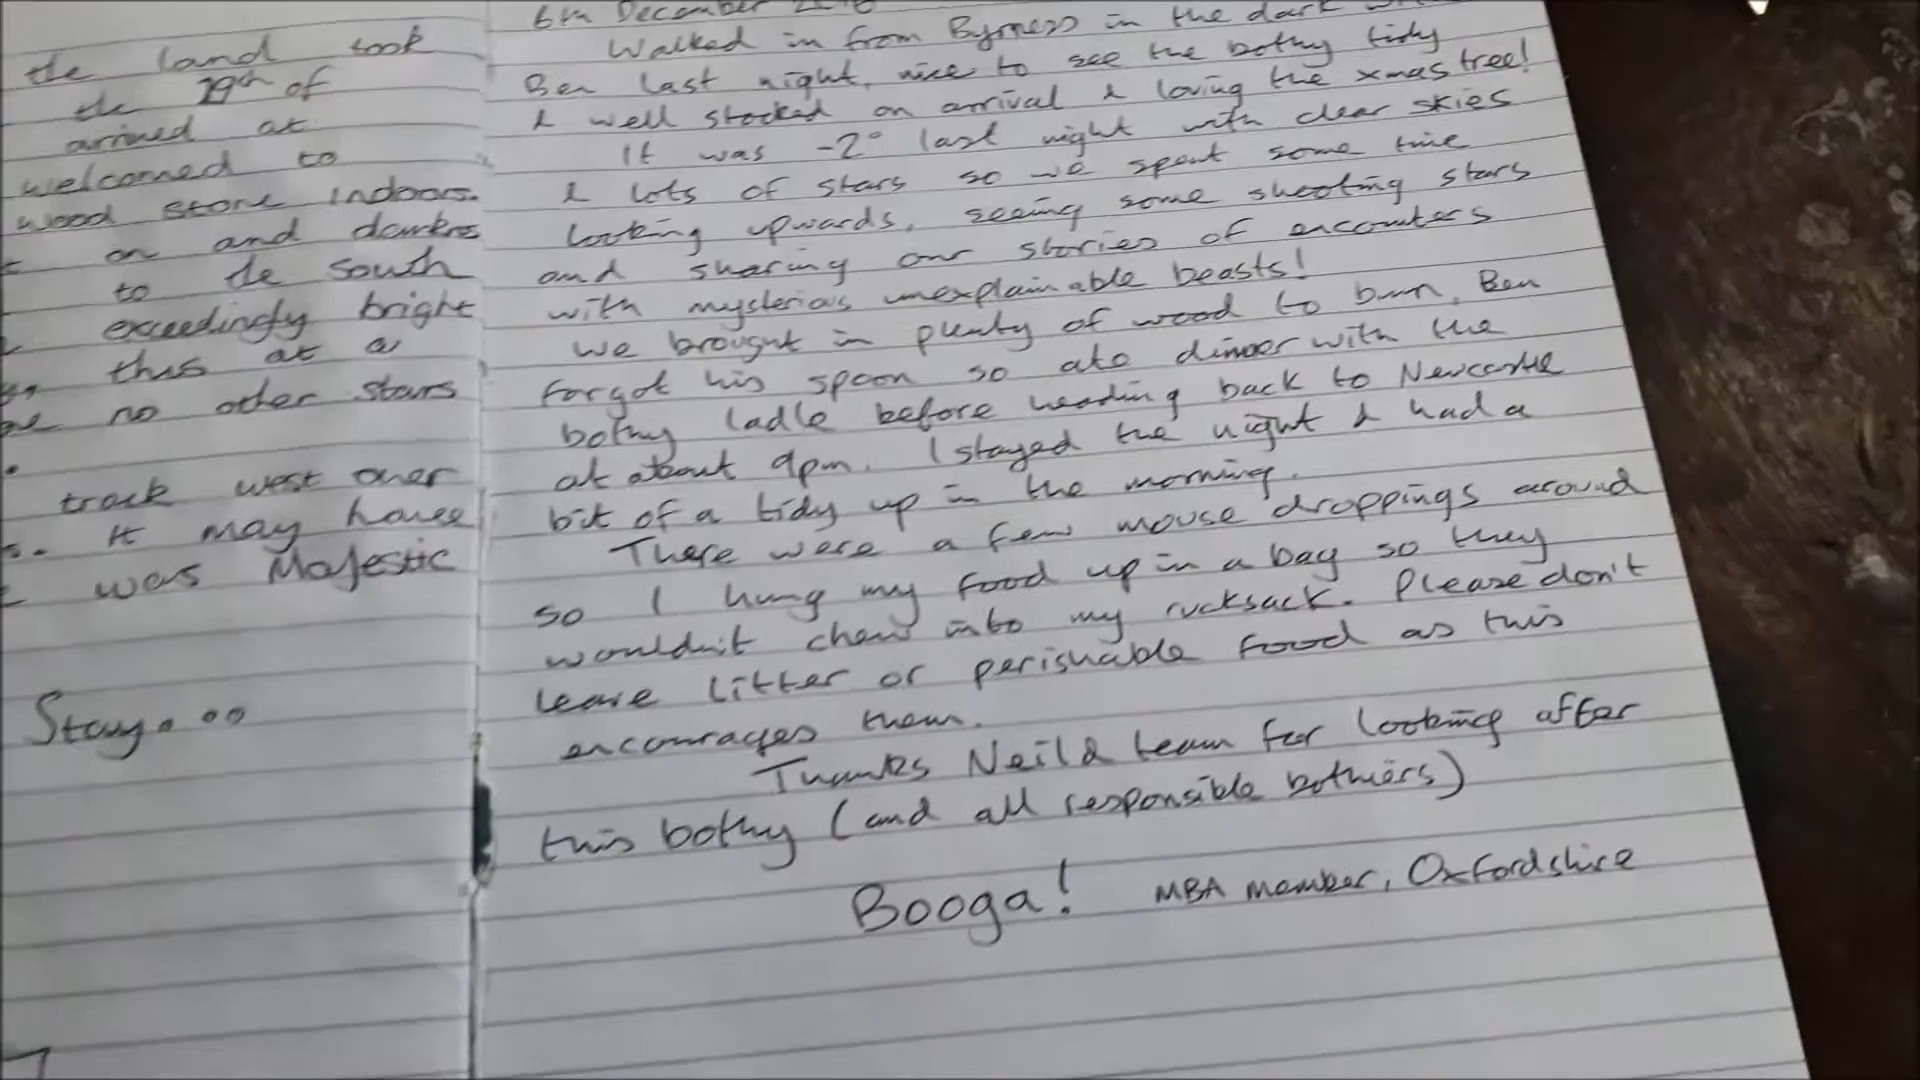 the land took
the 29th of
arrived at
welcomed to
wood stove indoors.
on and darkness
to the south
exceedingly bright
this at a
no other stars
track west over
It may have
was Majestic
Stay...
6th December
Walked in from Byrness in the dark
Ben last night, nice to see the bothy tidy
& well stocked on arrival & loving the xmas tree!
It was -2° last night with clear skies
& lots of stars so we spent some time
looking upwards, seeing some shooting stars
and sharing our stories of encounters
with mysterios unexplainable beasts!
We brought in plenty of wood to burn, Ben
forgot his spoon so ate dinner with the
bothy ladle before heading back to Newcastle
at about 9pm. I stayed the night & had a
bit of a tidy up in the morning.
There were a few mouse droppings around
so I hung my food up in a bag so they
wouldn't chew into my rucksack. Please don't
leave litter or perishable food as this
encourages them.
Thanks Neil & team for looking after
this bothy (and all responsible bothiers)
Booga! MBA member, Oxfordshire